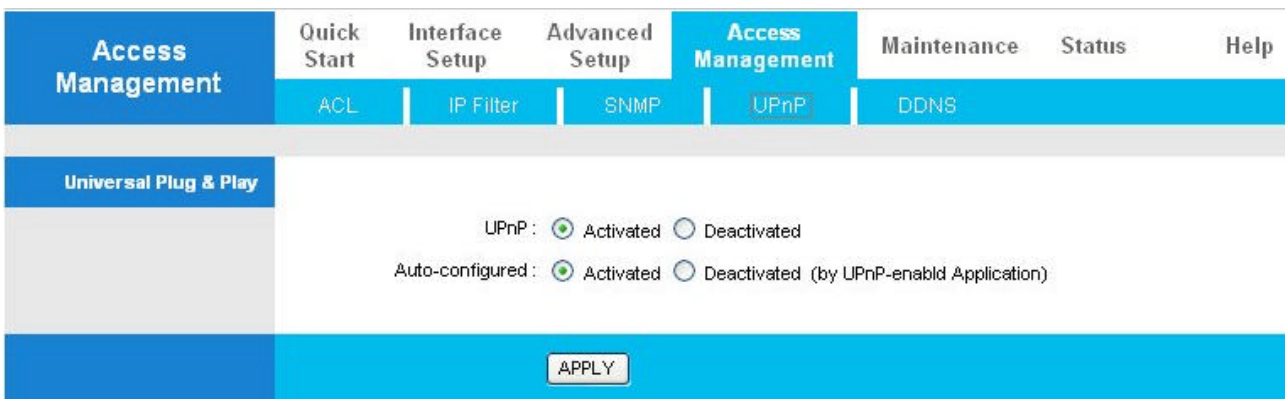 Access Management
Quick Start
Interface Setup
Advanced Setup
Access Management
Maintenance
Status
Help
ACL
IP Filter
SNMP
UPnP
DDNS
Universal Plug & Play
UPnP : Activated Deactivated
Auto-configured : Activated Deactivated (by UPnP-enabld Application)
APPLY